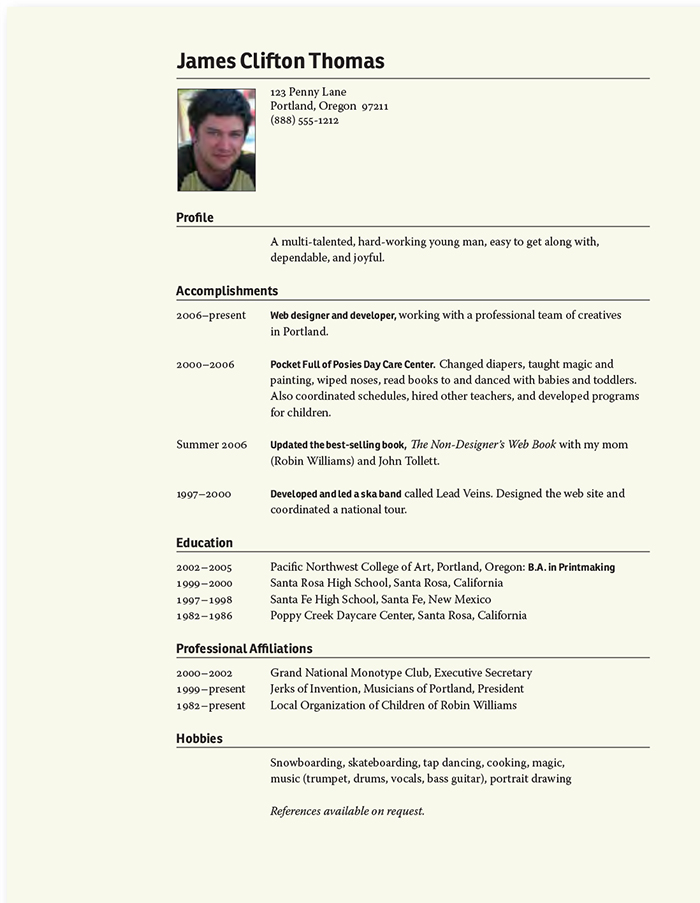 James Clifton Thomas
123 Penny Lane
Portland, Oregon 97211
(888) 555-1212
Profile
A multi-talented, hard-working young man, easy to get along with,
dependable, and joyful.
Accomplishments
2006–present Web designer and developer, working with a professional team of creatives
in Portland.
2000–2006 Pocket Full of Posies Day Care Center. Changed diapers, taught magic and
painting, wiped noses, read books to and danced with babies and toddlers.
Also coordinated schedules, hired other teachers, and developed programs
for children.
Summer 2006 Updated the best-selling book, The Non-Designer's Web Book with my mom
(Robin Williams) and John Tollett.
1997–2000 Developed and led a ska band called Lead Veins. Designed the web site and
coordinated a national tour.
Education
2002–2005 Pacific Northwest College of Art, Portland, Oregon: B.A. in Printmaking
1999–2000 Santa Rosa High School, Santa Rosa, California
1997–1998 Santa Fe High School, Santa Fe, New Mexico
1982–1986 Poppy Creek Daycare Center, Santa Rosa, California
Professional Affiliations
2000–2002 Grand National Monotype Club, Executive Secretary
1999–present Jerks of Invention, Musicians of Portland, President
1982–present Local Organization of Children of Robin Williams
Hobbies
Snowboarding, skateboarding, tap dancing, cooking, magic,
music (trumpet, drums, vocals, bass guitar), portrait drawing
References available on request.